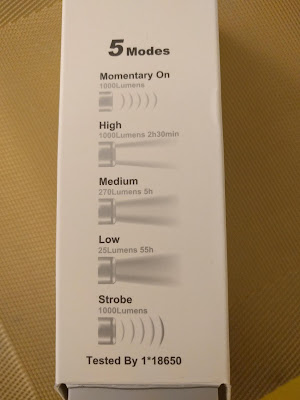 5 Modes
Momentary On
1000Lumens
High
1000Lumens 2h30min
Medium
270Lumens 5h
Low
25Lumens 55h
Strobe
1000Lumens
Tested By 1*18650